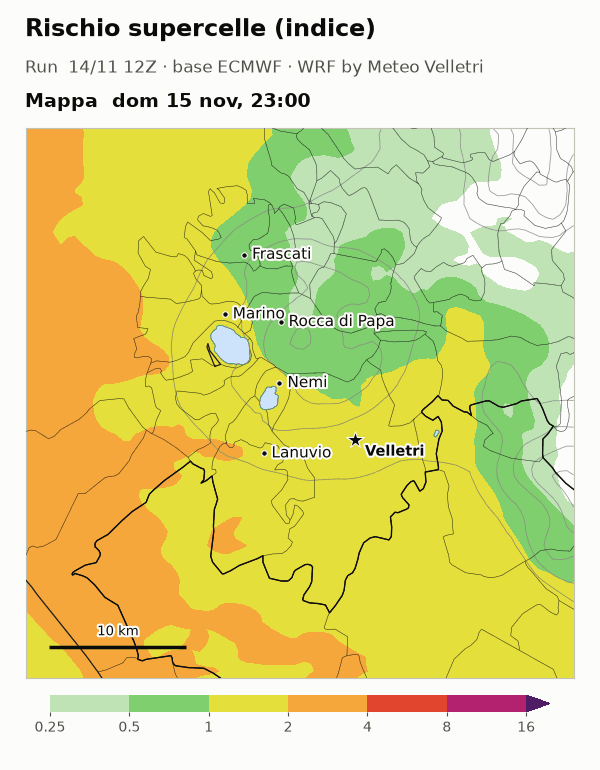 Rischio supercelle (indice)
Run  14/11 12Z · base ECMWF · WRF by Meteo Velletri
Mappa  dom 15 nov, 23:00
Frascati
Marino
Rocca di Papa
Nemi
Velletri
Lanuvio
10 km
0.25 0.5 1 2 4 8 16